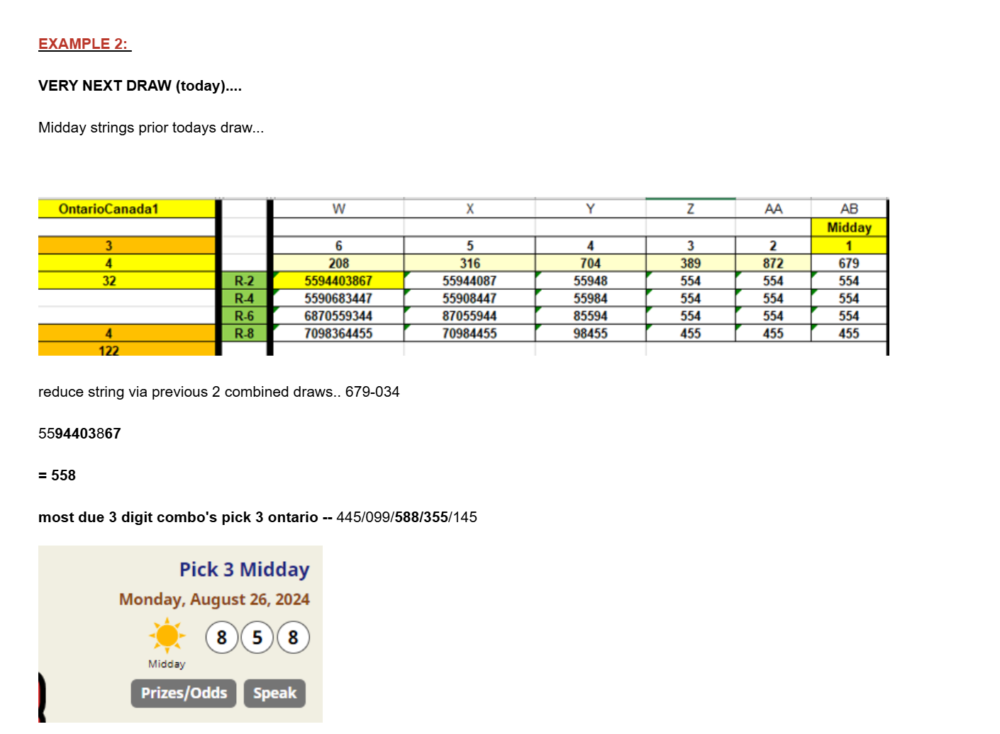 EXAMPLE 2:
VERY NEXT DRAW (today)....
Midday strings prior todays draw...
OntarioCanada1 W X Y Z AA AB
Midday
3 6 5 4 3 2 1
4 208 316 704 389 872 679
32 R-2 5594403867 55944087 55948 554 554 554
R-4 5590683447 55908447 55984 554 554 554
R-6 6870559344 87055944 85594 554 554 554
4 R-8 7098364455 70984455 98455 455 455 455
122
reduce string via previous 2 combined draws.. 679-034
5594403867
= 558
most due 3 digit combo's pick 3 ontario -- 445/099/588/355/145
Pick 3 Midday
Monday, August 26, 2024
8 5 8
Midday
Prizes/Odds Speak